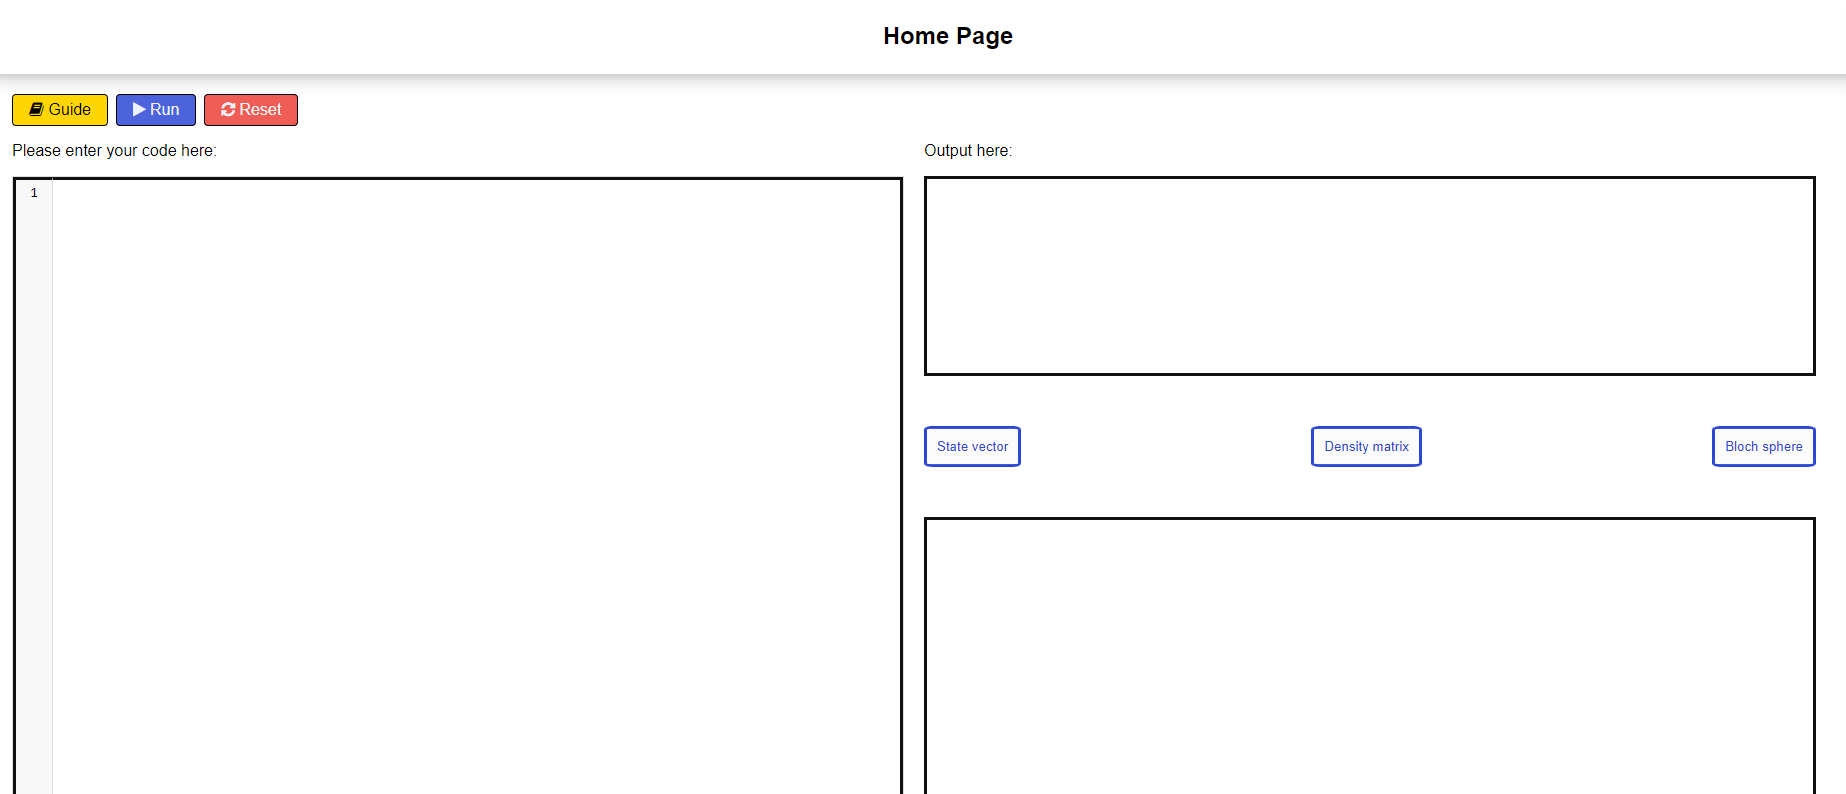 Home Page
Guide
Run
Reset
Please enter your code here:
1
Output here:
State vector
Density matrix
Bloch sphere